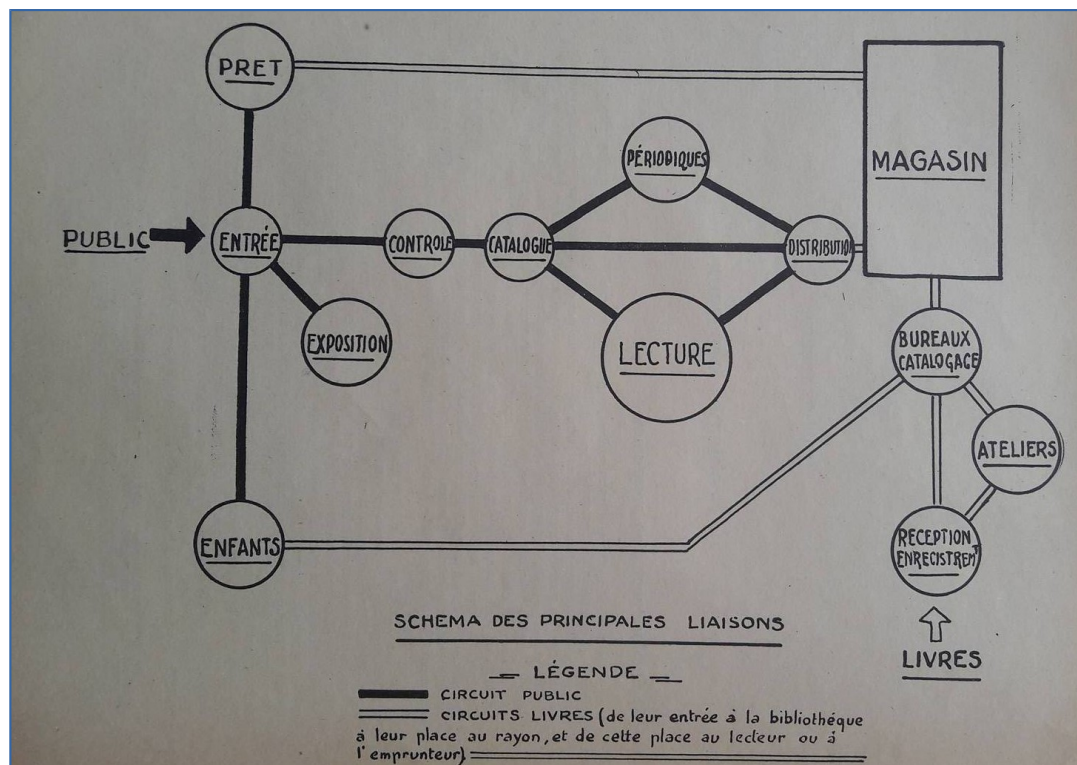 PRET
MAGASIN
PÉRIODIQUES
PUBLIC
ENTRÉE
CONTROLE
CATALOGUE
DISTRIBUTION
EXPOSITION
LECTURE
BUREAUX
CATALOGAGE
ATELIERS
ENFANTS
RECEPTION
ENREGISTREMT
LIVRES
SCHEMA DES PRINCIPALES LIAISONS
LÉGENDE
CIRCUIT PUBLIC
CIRCUITS LIVRES (de leur entrée à la bibliothéque
à leur place au rayon, et de cette place au lecteur ou à
l'emprunteur)